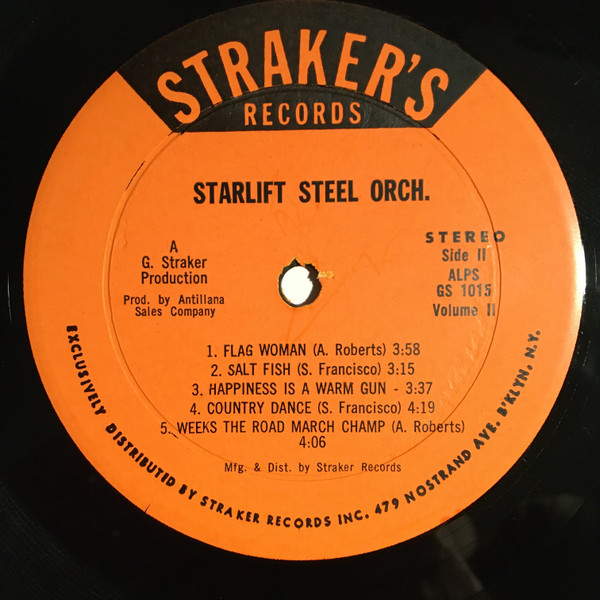 STRAKER'S
RECORDS
STARLIFT STEEL ORCH.
A
G. Straker
Production
Prod. by Antillana
Sales Company
STEREO
Side II
ALPS
GS 1015
Volume II
1. FLAG WOMAN (A. Roberts) 3:58
2. SALT FISH (S. Francisco) 3:15
3. HAPPINESS IS A WARM GUN - 3:37
4. COUNTRY DANCE (S. Francisco) 4:19
5. WEEKS THE ROAD MARCH CHAMP (A. Roberts)
4:06
Mfg. & Dist. by Straker Records
EXCLUSIVELY DISTRIBUTED BY STRAKER RECORDS INC. 479 NOSTRAND AVE. B'KLYN, N.Y.